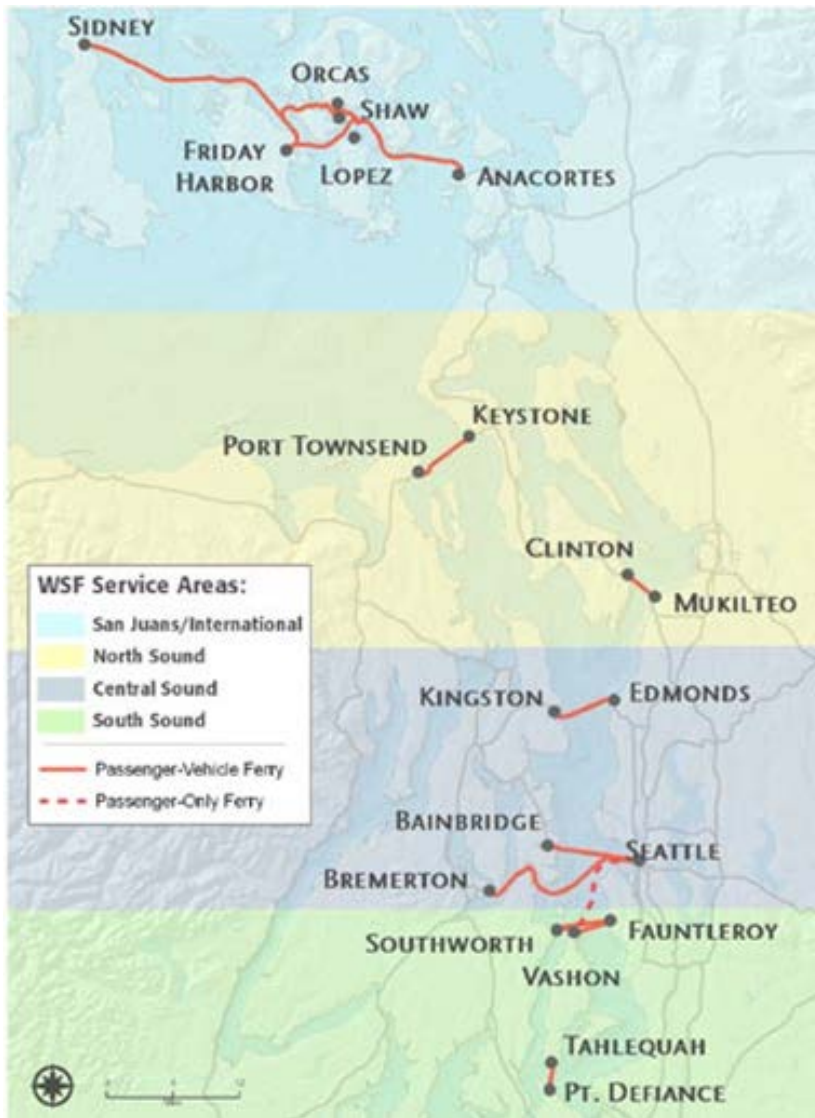 SIDNEY
ORCAS
SHAW
FRIDAY
HARBOR
LOPEZ
ANACORTES
KEYSTONE
PORT TOWNSEND
CLINTON
MUKILTEO
WSF Service Areas:
San Juans/International
North Sound
Central Sound
South Sound
Passenger-Vehicle Ferry
Passenger-Only Ferry
KINGSTON
EDMONDS
BAINBRIDGE
SEATTLE
BREMERTON
SOUTHWORTH
FAUNTLEROY
VASHON
TAHLEQUAH
PT. DEFIANCE